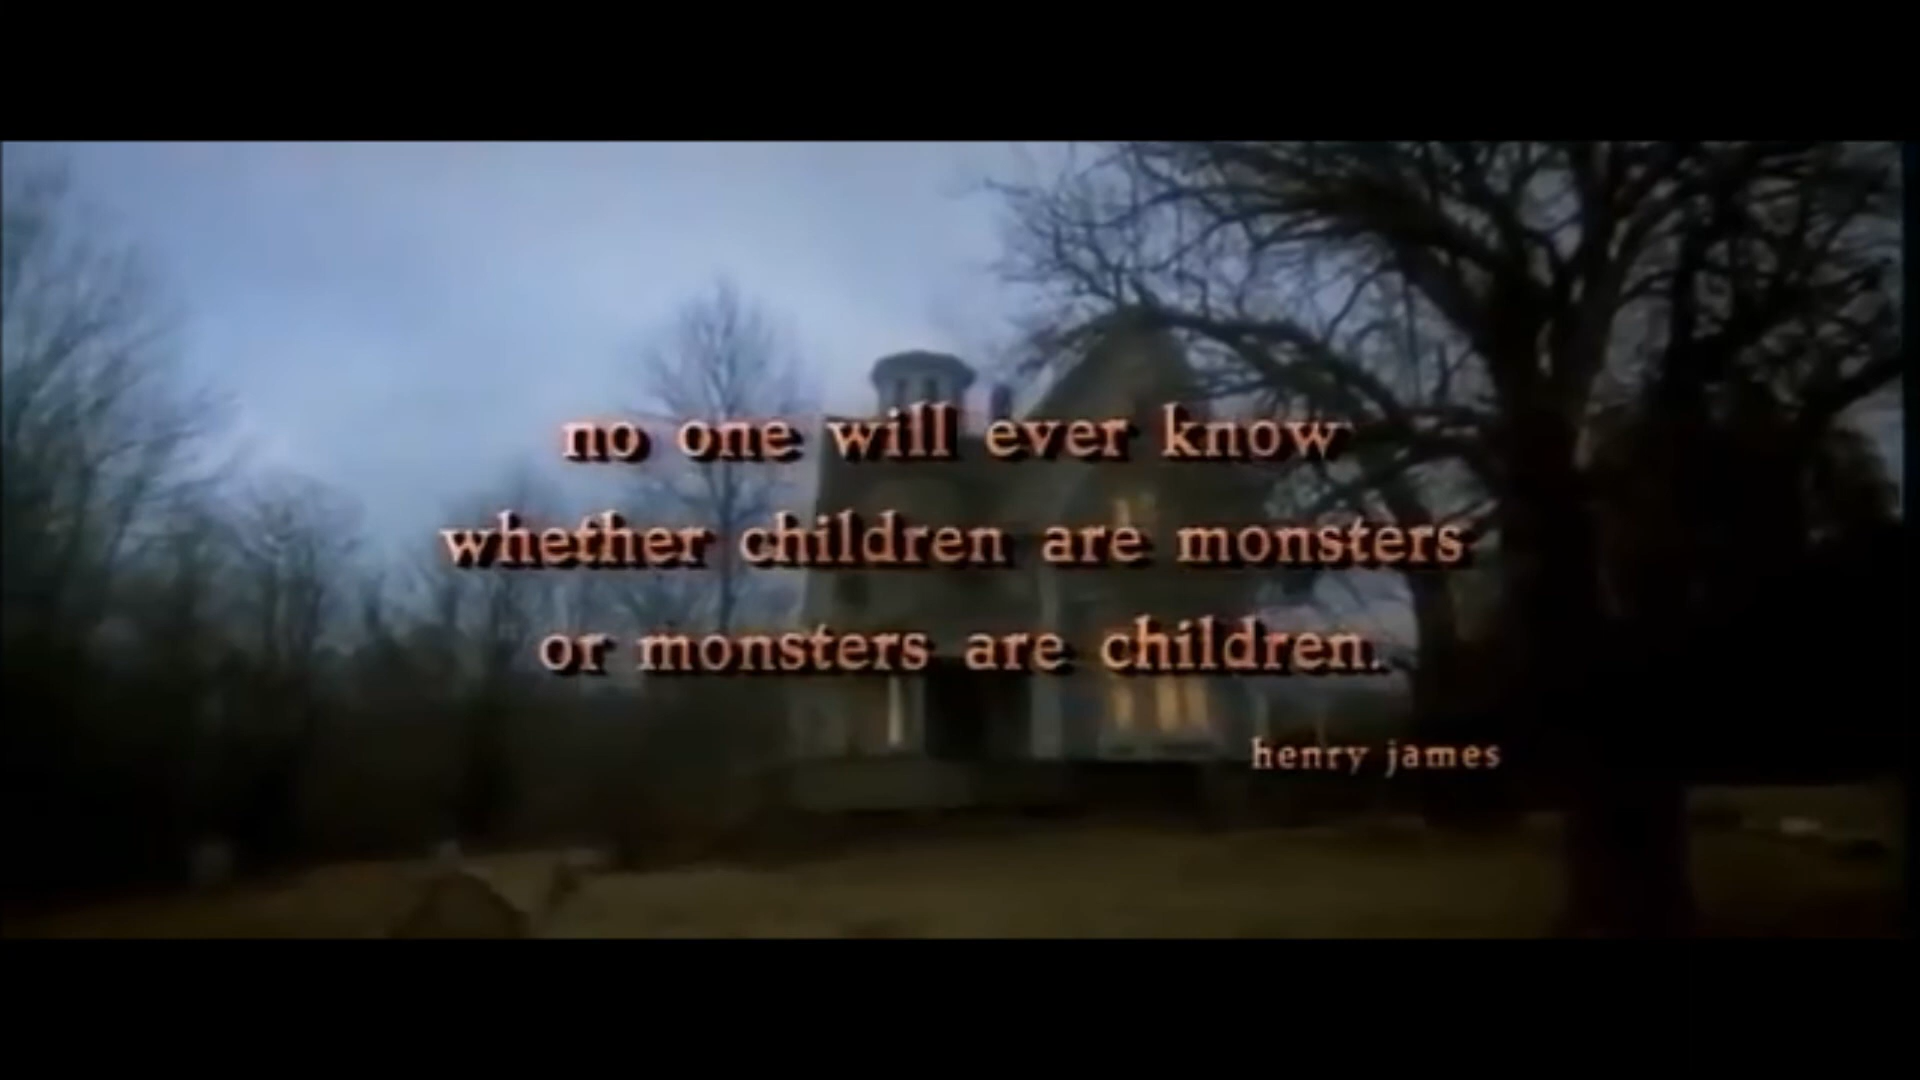 no one will ever know
whether children are monsters
or monsters are children.
henry james